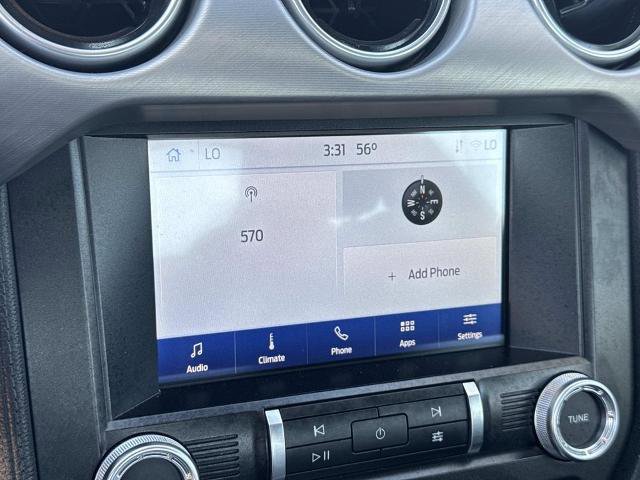 LO 3:31 56° LO
570
N
W E
S
+ Add Phone
Audio Climate Phone Apps Settings
TUNE